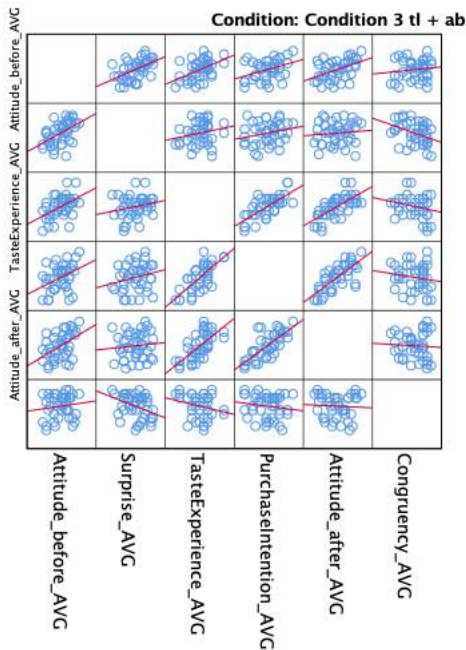 Condition: Condition 3 tl + ab
Attitude_before_AVG
TasteExperience_AVG
Attitude_after_AVG
Attitude_before_AVG
Surprise_AVG
TasteExperience_AVG
PurchaseIntention_AVG
Attitude_after_AVG
Congruency_AVG